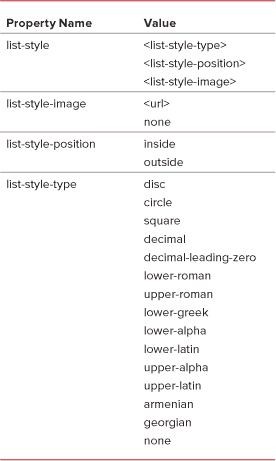 Property Name Value
list-style <list-style-type>
<list-style-position>
<list-style-image>
list-style-image <url>
none
list-style-position inside
outside
list-style-type disc
circle
square
decimal
decimal-leading-zero
lower-roman
upper-roman
lower-greek
lower-alpha
lower-latin
upper-alpha
upper-latin
armenian
georgian
none